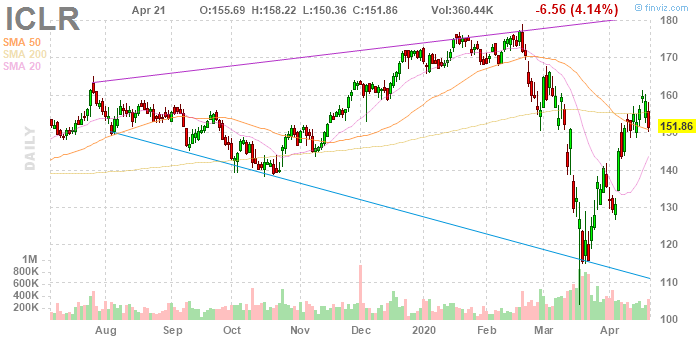 ICLR Apr 21 O:155.69 H:158.22 L:150.36 C:151.86 Vol:360.44K -6.56 (4.14%)
© finviz.com
SMA 50
SMA 200
SMA 20
DAILY
180
170
160
151.86
150
140
130
120
110
100
1M
800K
600K
400K
200K
Aug Sep Oct Nov Dec 2020 Feb Mar Apr